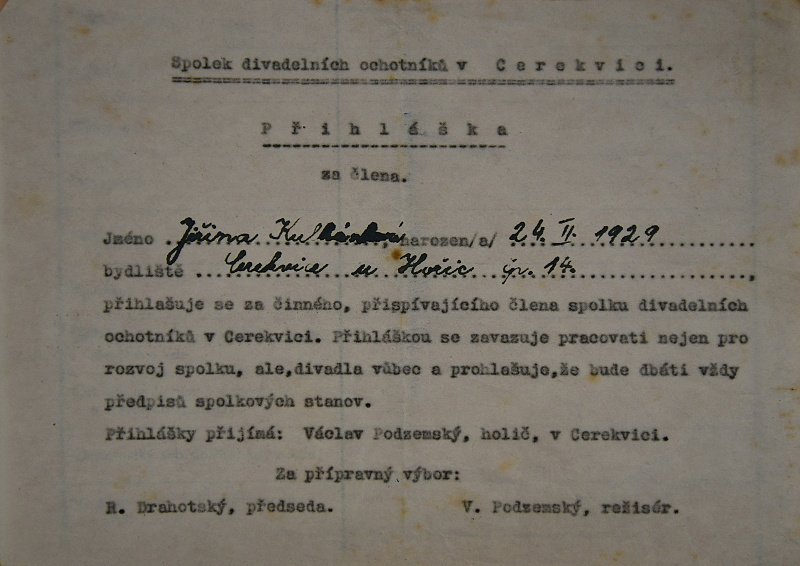 Spolek divadelních ochotníků v Cerekvici.
Přihláška
za člena.
Jméno Jiřina narozen/a/ 24. II. 1929
bydliště Cerekvice u Hořic čp. 14.,
přihlašuje se za činného, přispívajícího člena spolku divadelních
ochotníků v Cerekvici. Přihláškou se zavazuje pracovati nejen pro
rozvoj spolku, ale,divadla vůbec a prohlašuje,že bude dbáti vždy
předpisů spolkových stanov.
Přihlášky přijímá: Václav Podzemský, holič, v Cerekvici.
Za přípravný výbor:
R. Drahotský, předseda. V. Podzemský, režisér.